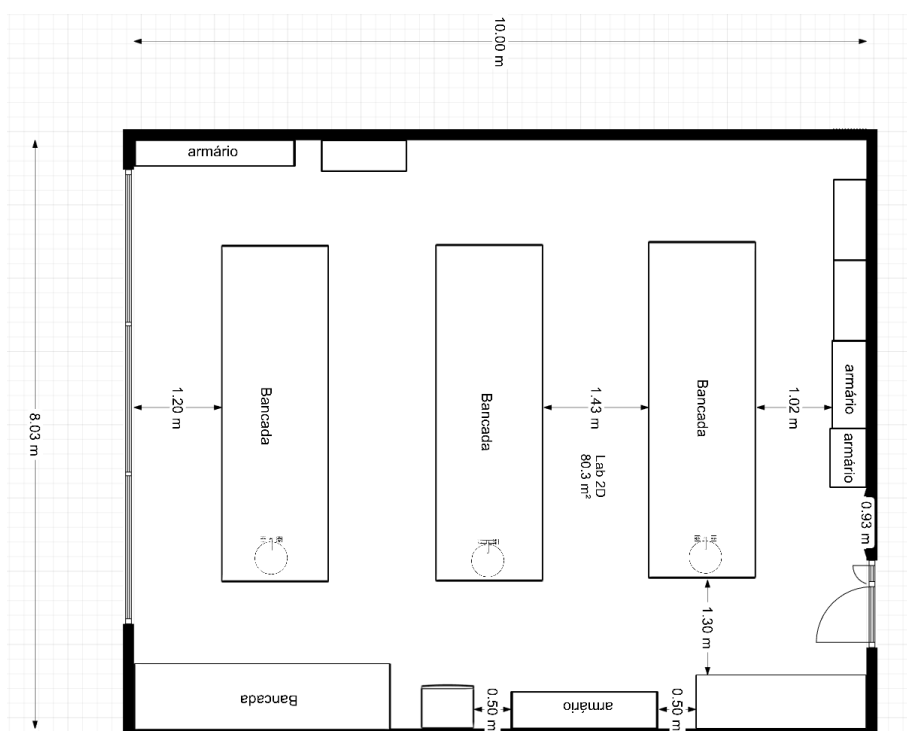 10.00 m
armário
8.03 m
1.20 m
Bancada
Bancada
1.43 m
Bancada
1.02 m
armário
armário
Lab 2D
80.3 m²
0.93 m
1.30 m
Bancada
0.50 m
armário
0.50 m